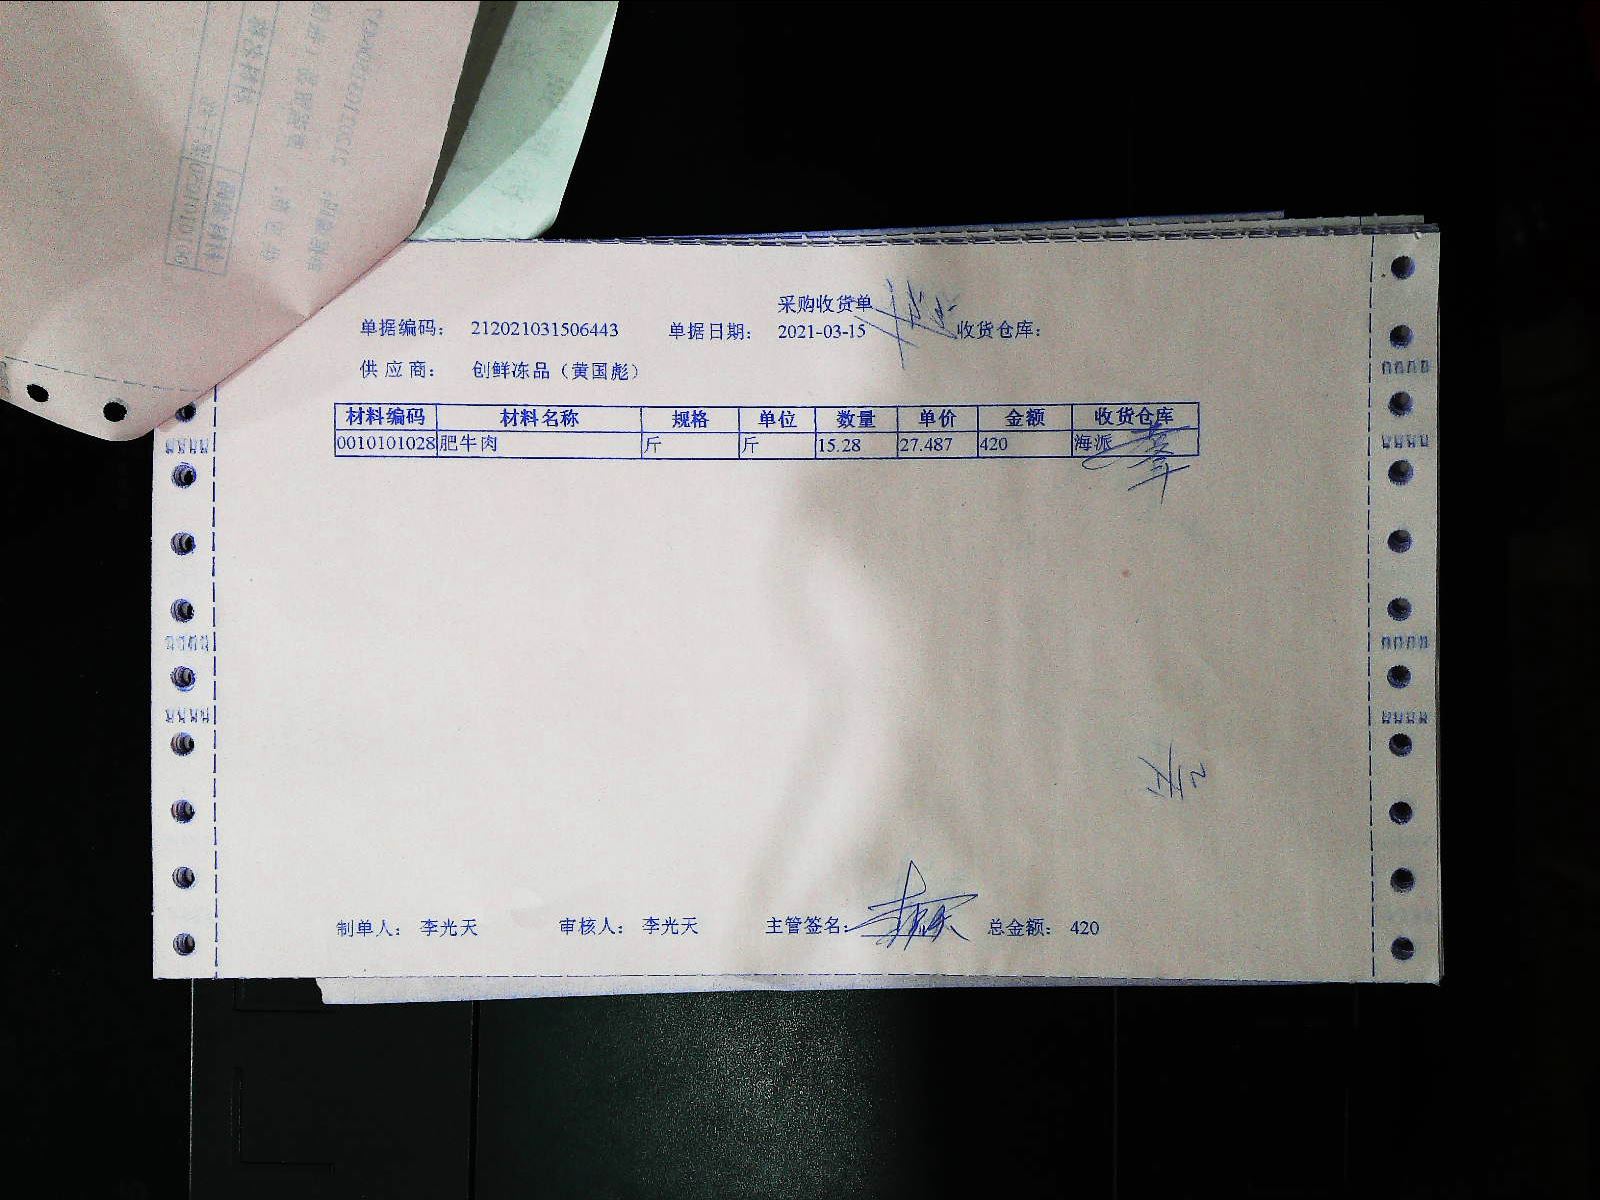 采购收货单
单据编码： 212021031506443 单据日期： 2021-03-15 收货仓库：
供应商： 创鲜冻品（黄国彪）
材料编码 材料名称 规格 单位 数量 单价 金额 收货仓库
0010101028 肥牛肉 斤 斤 15.28 27.487 420 海派
制单人： 李光天 审核人： 李光天 主管签名： 总金额： 420